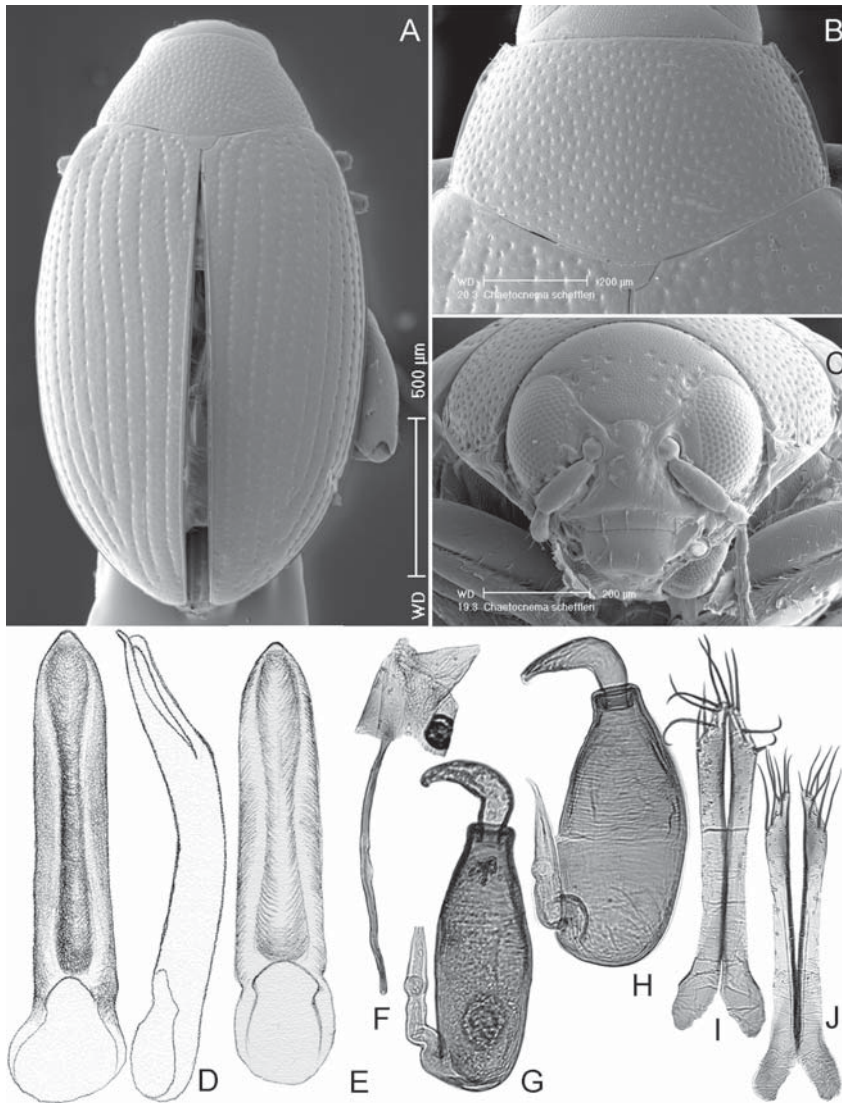 A
500 µm
WD
B
WD
200 µm
20.3 Chaetocnema scheffleri
C
WD
200 µm
19.3 Chaetocnema scheffleri
D
E
F
G
H
I
J